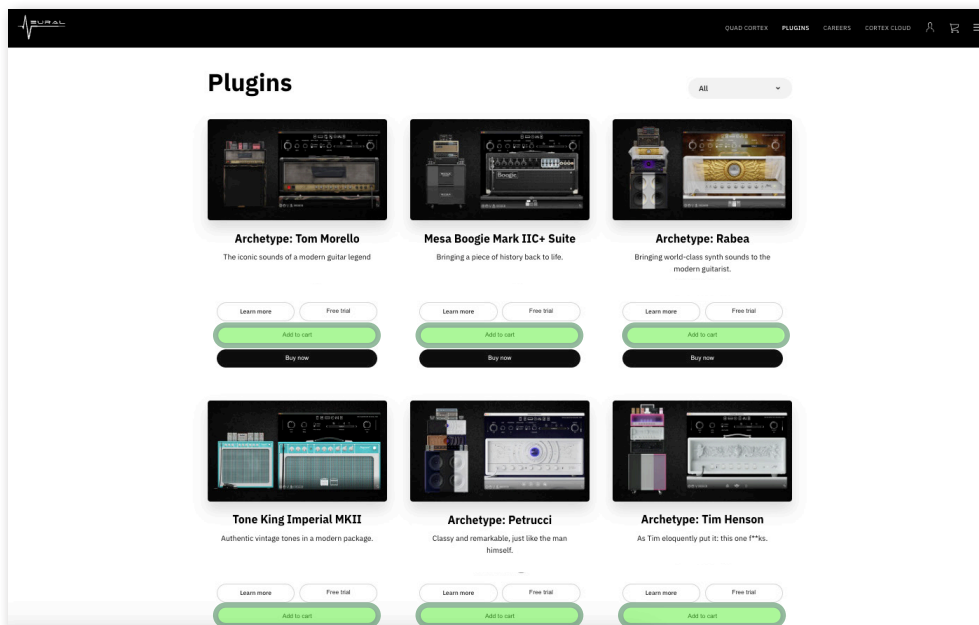 NEURAL
QUAD CORTEX PLUGINS CAREERS CORTEX CLOUD
Plugins
All
Archetype: Tom Morello
The iconic sounds of a modern guitar legend
Learn more Free trial
Add to cart
Buy now
Mesa Boogie Mark IIC+ Suite
Bringing a piece of history back to life.
Learn more Free trial
Add to cart
Buy now
Archetype: Rabea
Bringing world-class synth sounds to the
modern guitarist.
Learn more Free trial
Add to cart
Buy now
Tone King Imperial MKII
Authentic vintage tones in a modern package.
Learn more Free trial
Add to cart
Archetype: Petrucci
Classy and remarkable, just like the man
himself.
Learn more Free trial
Add to cart
Archetype: Tim Henson
As Tim eloquently put it: this one f**ks.
Learn more Free trial
Add to cart